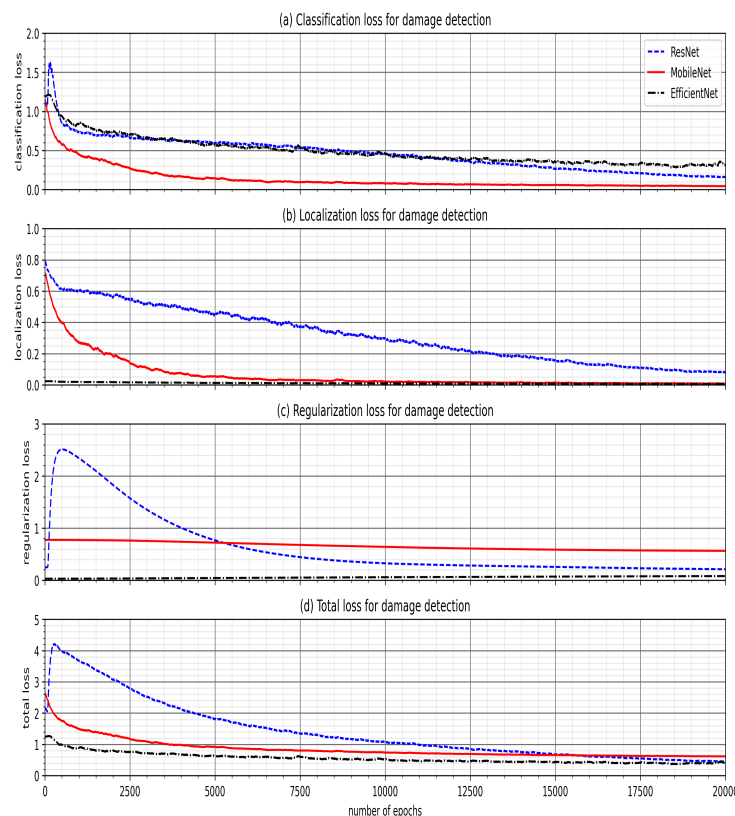 (a) Classification loss for damage detection
classification loss
2.0
1.5
1.0
0.5
0.0
ResNet
MobileNet
EfficientNet
(b) Localization loss for damage detection
localization loss
1.0
0.8
0.6
0.4
0.2
0.0
(c) Regularization loss for damage detection
regularization loss
3
2
1
0
(d) Total loss for damage detection
total loss
5
4
3
2
1
0
0 2500 5000 7500 10000 12500 15000 17500 20000
number of epochs